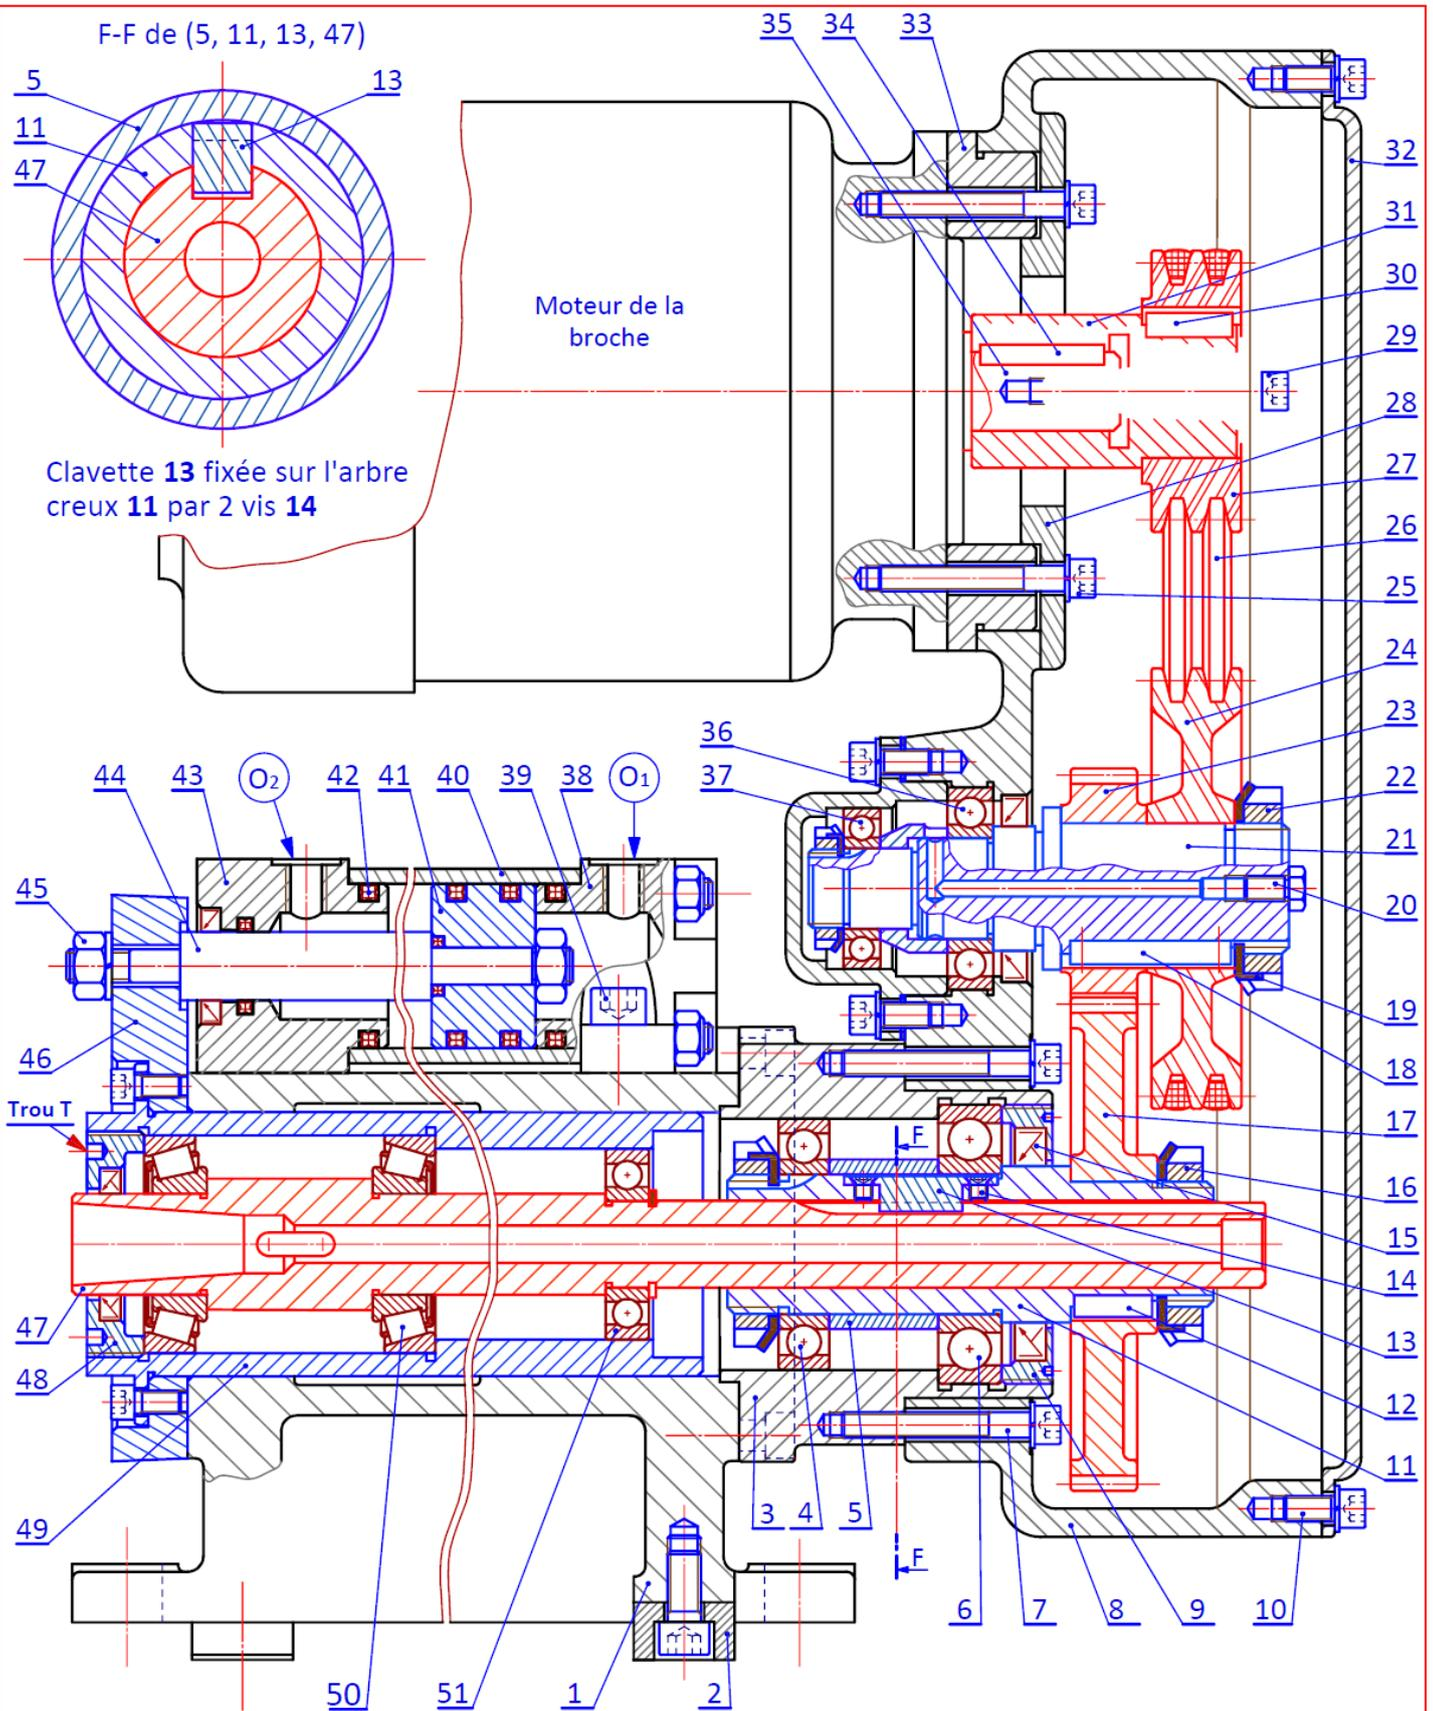 F-F de (5, 11, 13, 47)
5
13
11
47
Clavette 13 fixée sur l'arbre
creux 11 par 2 vis 14
Moteur de la
broche
35 34 33
32
31
30
29
28
27
26
25
24
23
22
21
20
19
18
17
16
15
14
13
12
11
36
37
44 43 O2 42 41 40 39 38 O1
45
46
Trou T
47
48
49
F
F
3 4 5
6 7 8 9 10
50 51 1 2